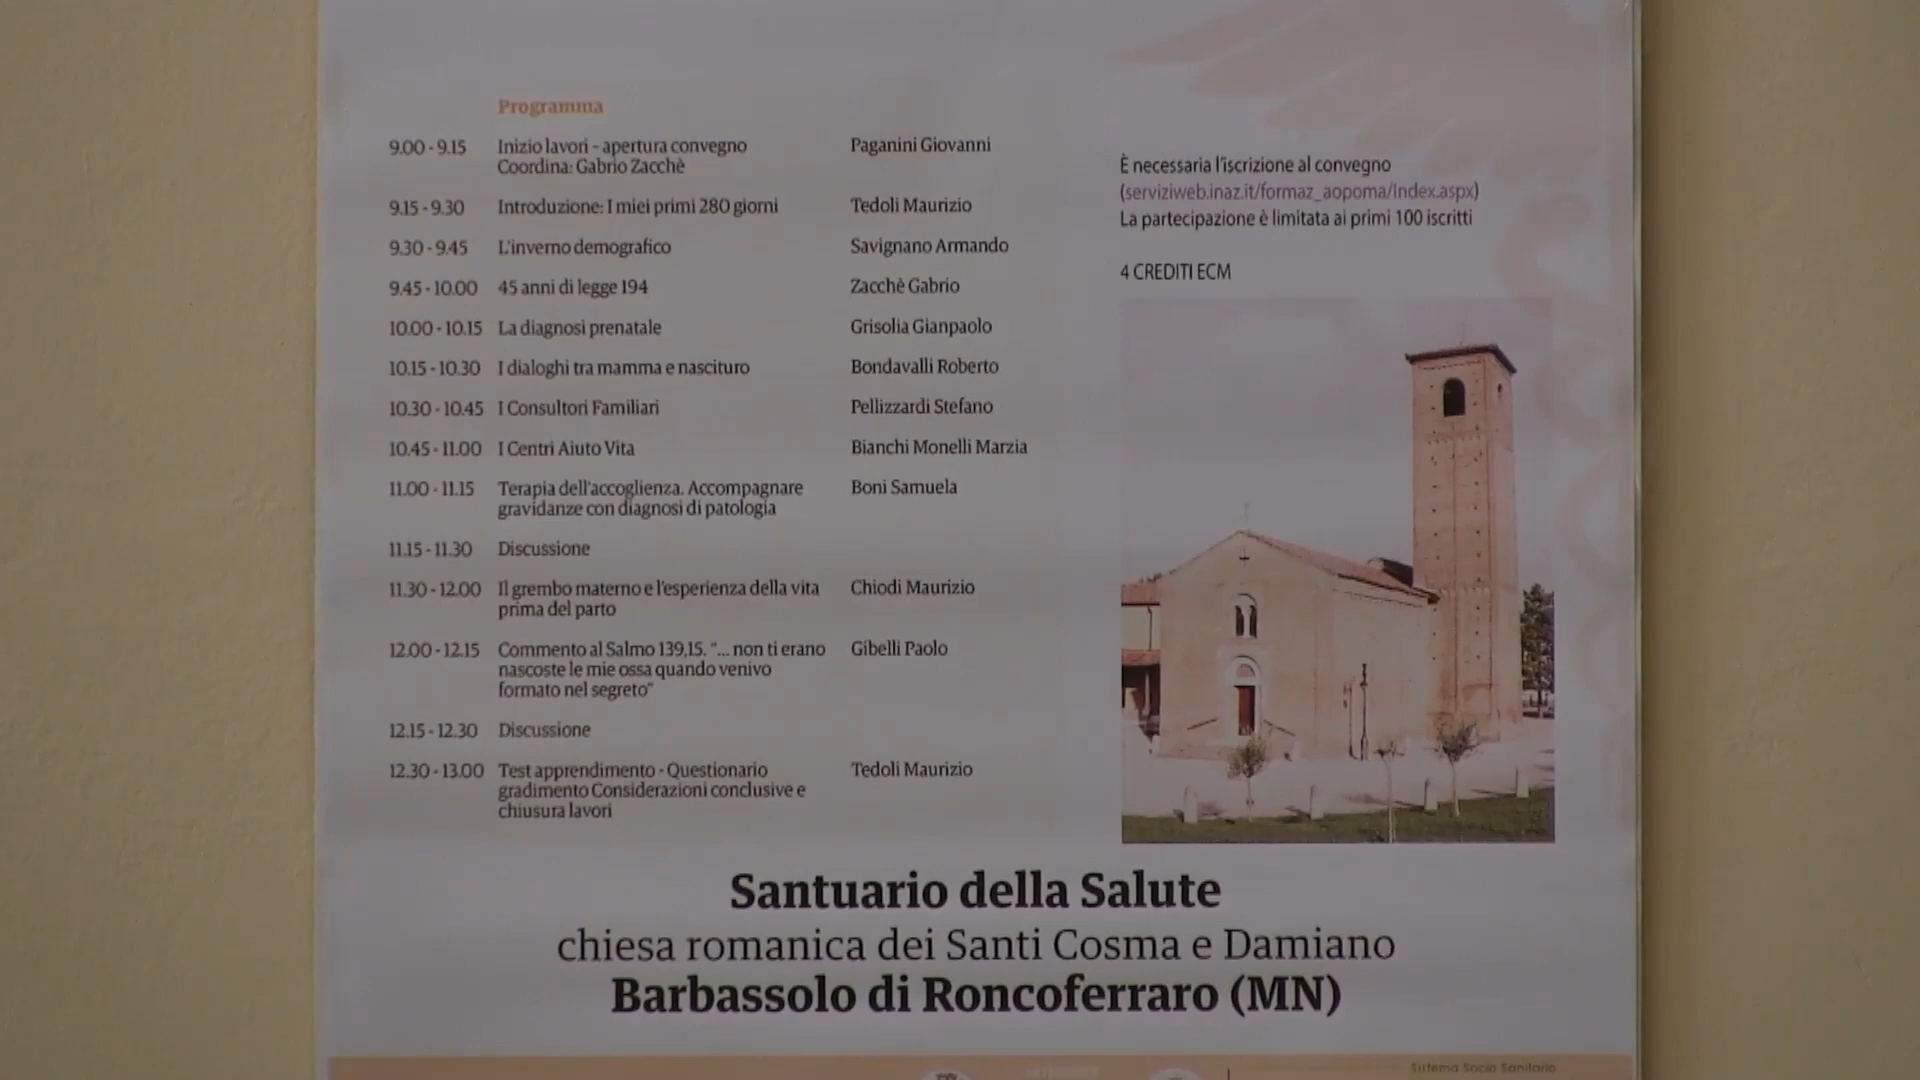 Programma
9.00 - 9.15 Inizio lavori - apertura convegno Paganini Giovanni
Coordina: Gabrio Zacchè
9.15 - 9.30 Introduzione: I miei primi 280 giorni Tedoli Maurizio
9.30 - 9.45 L'inverno demografico Savignano Armando
9.45 - 10.00 45 anni di legge 194 Zacchè Gabrio
10.00 - 10.15 La diagnosi prenatale Grisolia Gianpaolo
10.15 - 10.30 I dialoghi tra mamma e nascituro Bondavalli Roberto
10.30 - 10.45 I Consultori Familiari Pellizzardi Stefano
10.45 - 11.00 I Centri Aiuto Vita Bianchi Monelli Marzia
11.00 - 11.15 Terapia dell'accoglienza. Accompagnare Boni Samuela
gravidanze con diagnosi di patologia
11.15 - 11.30 Discussione
11.30 - 12.00 Il grembo materno e l'esperienza della vita Chiodi Maurizio
prima del parto
12.00 - 12.15 Commento al Salmo 139,15. "... non ti erano Gibelli Paolo
nascoste le mie ossa quando venivo
formato nel segreto"
12.15 - 12.30 Discussione
12.30 - 13.00 Test apprendimento - Questionario Tedoli Maurizio
gradimento Considerazioni conclusive e
chiusura lavori
È necessaria l'iscrizione al convegno
(serviziweb.inaz.it/formaz_aopoma/Index.aspx)
La partecipazione è limitata ai primi 100 iscritti
4 CREDITI ECM
Santuario della Salute
chiesa romanica dei Santi Cosma e Damiano
Barbassolo di Roncoferraro (MN)
Sistema Socio Sanitario